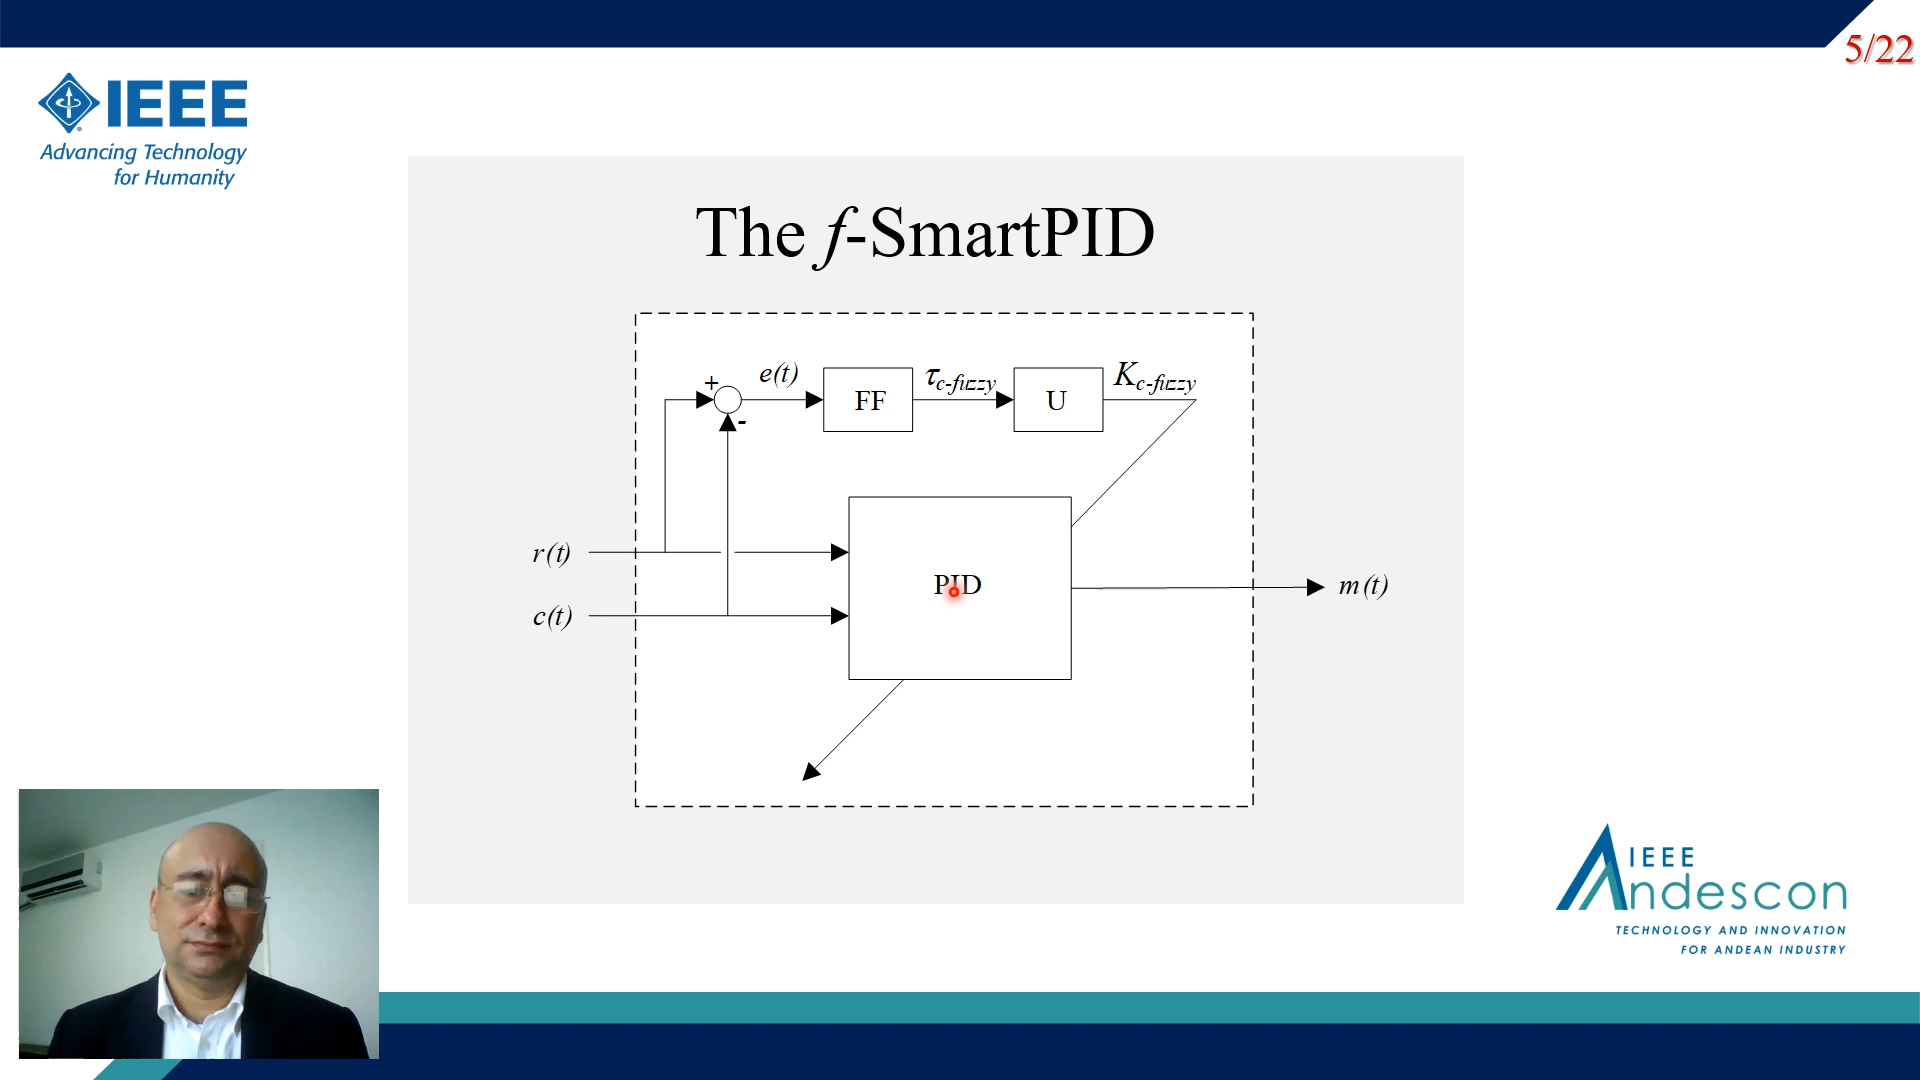 5/22
IEEE
Advancing Technology
for Humanity
The f-SmartPID
+ e(t) FF τc-fuzzy U Kc-fuzzy
-
r(t)
PID m(t)
c(t)
IEEE
Andescon
TECHNOLOGY AND INNOVATION
FOR ANDEAN INDUSTRY